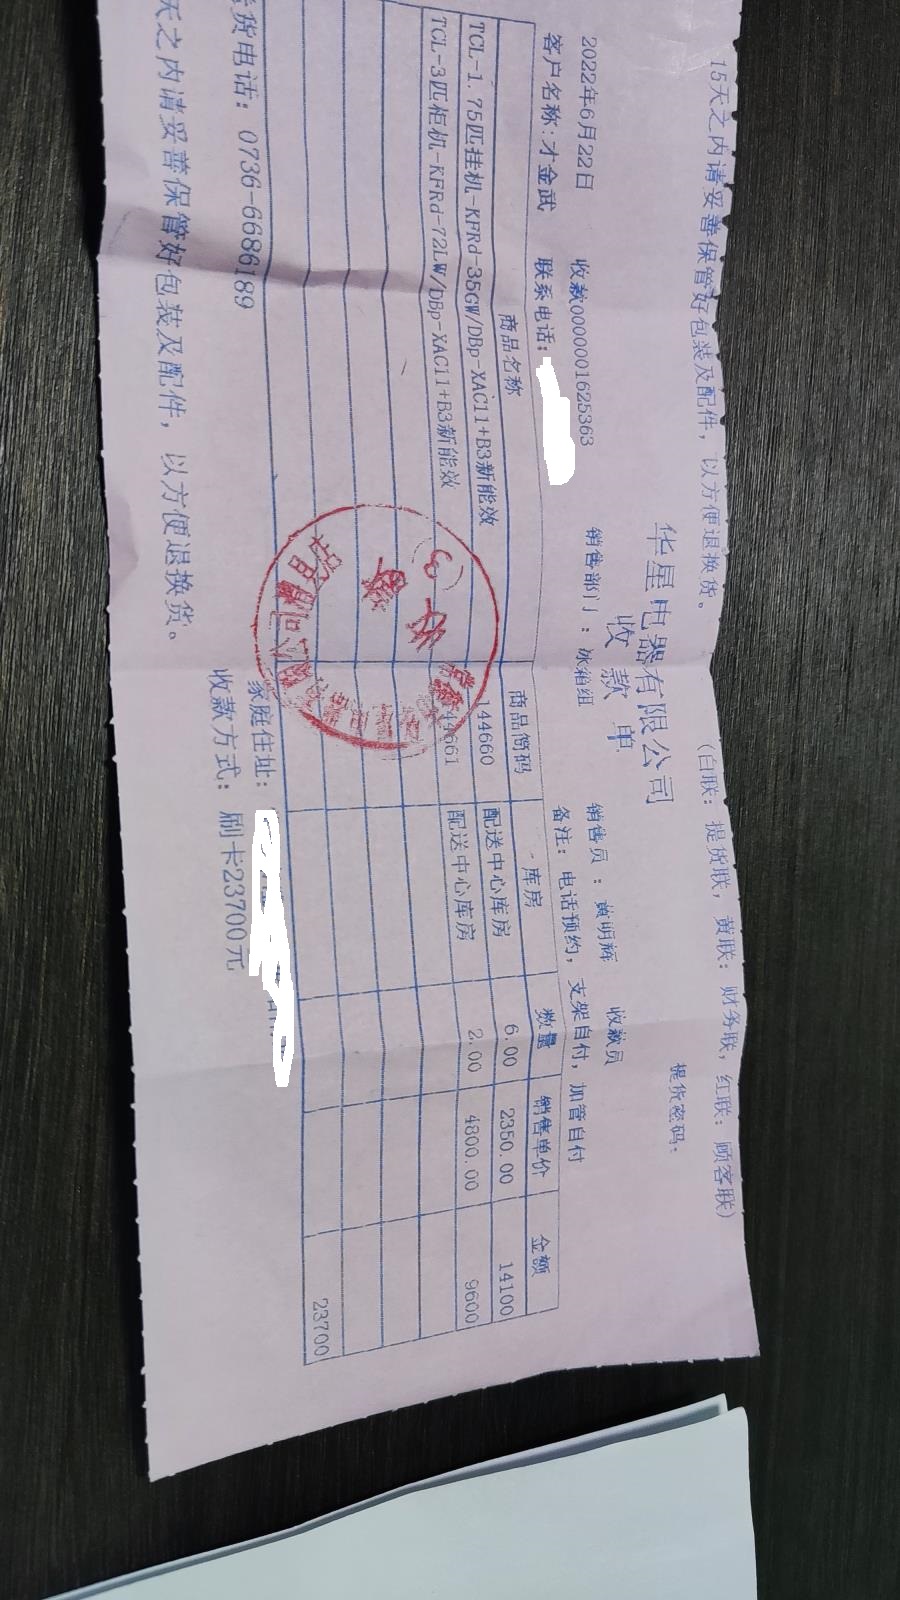 15天之内请妥善保管好包装及配件，以方便退换货。 (白联：提货联，黄联：财务联，红联：顾客联)
华星电器有限公司
收款单
提货密码：
2022年6月22日 收款0000001625363 销售部门：冰箱组 销售员：黄明辉 收款员
客户名称：才金武 联系电话： 备注：电话预约，支架自付，加管自付
商品名称 商品简码 库房 数量 销售单价 金额
TCL-1.75匹挂机-KFRd-35GW/DBp-XAC11+B3新能效 144660 配送中心库房 6.00 2350.00 14100
TCL-3匹柜机-KFRd-72LW/DBp-XAC11+B3新能效 44661 配送中心库房 2.00 4800.00 9600
23700
货电话：0736-6686189 家庭住址：
收款方式：刷卡23700元
天之内请妥善保管好包装及配件，以方便退换货。